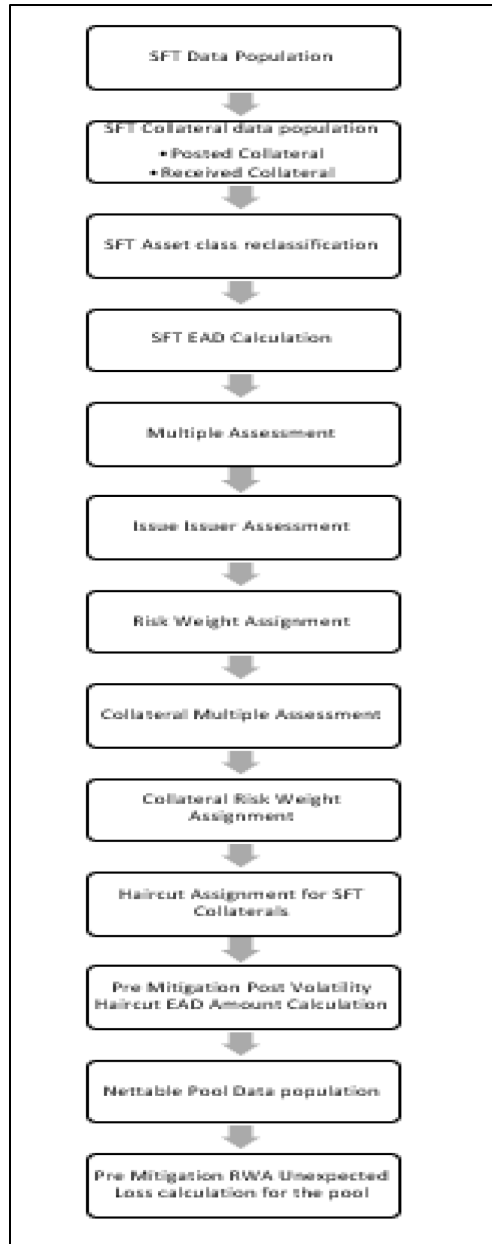 SFT Data Population
SFT Collateral data population
• Posted Collateral
• Received Collateral
SFT Asset class reclassification
SFT EAD Calculation
Multiple Assessment
Issue Issuer Assessment
Risk Weight Assignment
Collateral Multiple Assessment
Collateral Risk Weight
Assignment
Haircut Assignment for SFT
Collaterals
Pre Mitigation Post Volatility
Haircut EAD Amount Calculation
Nettable Pool Data population
Pre Mitigation RWA Unexpected
Loss calculation for the pool